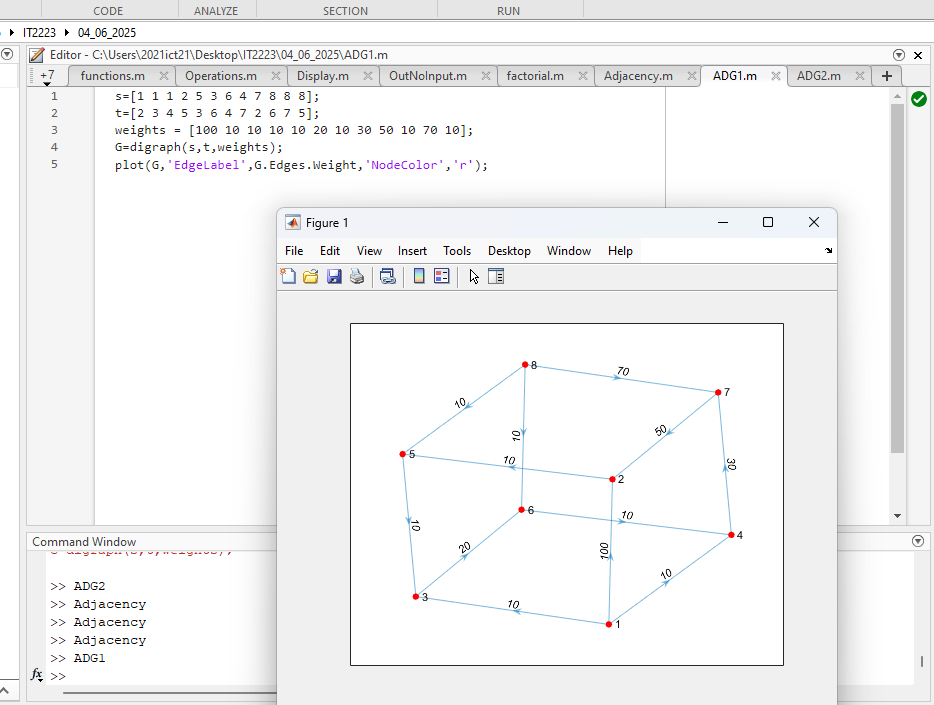 CODE ANALYZE SECTION RUN
IT2223 04_06_2025
Editor - C:\Users\2021ict21\Desktop\IT2223\04_06_2025\ADG1.m
+7 functions.m Operations.m Display.m OutNoInput.m factorial.m Adjacency.m ADG1.m ADG2.m
1 s=[1 1 1 2 5 3 6 4 7 8 8 8];
2 t=[2 3 4 5 3 6 4 7 2 6 7 5];
3 weights = [100 10 10 10 10 20 10 30 50 10 70 10];
4 G=digraph(s,t,weights);
5 plot(G,'EdgeLabel',G.Edges.Weight,'NodeColor','r');
Figure 1
File Edit View Insert Tools Desktop Window Help
8 70 7
10
10 50
5 10 2
6 10 30
4
10 20 100 10
3 10 1
Command Window
>> ADG2
>> Adjacency
>> Adjacency
>> Adjacency
>> ADG1
fx >>